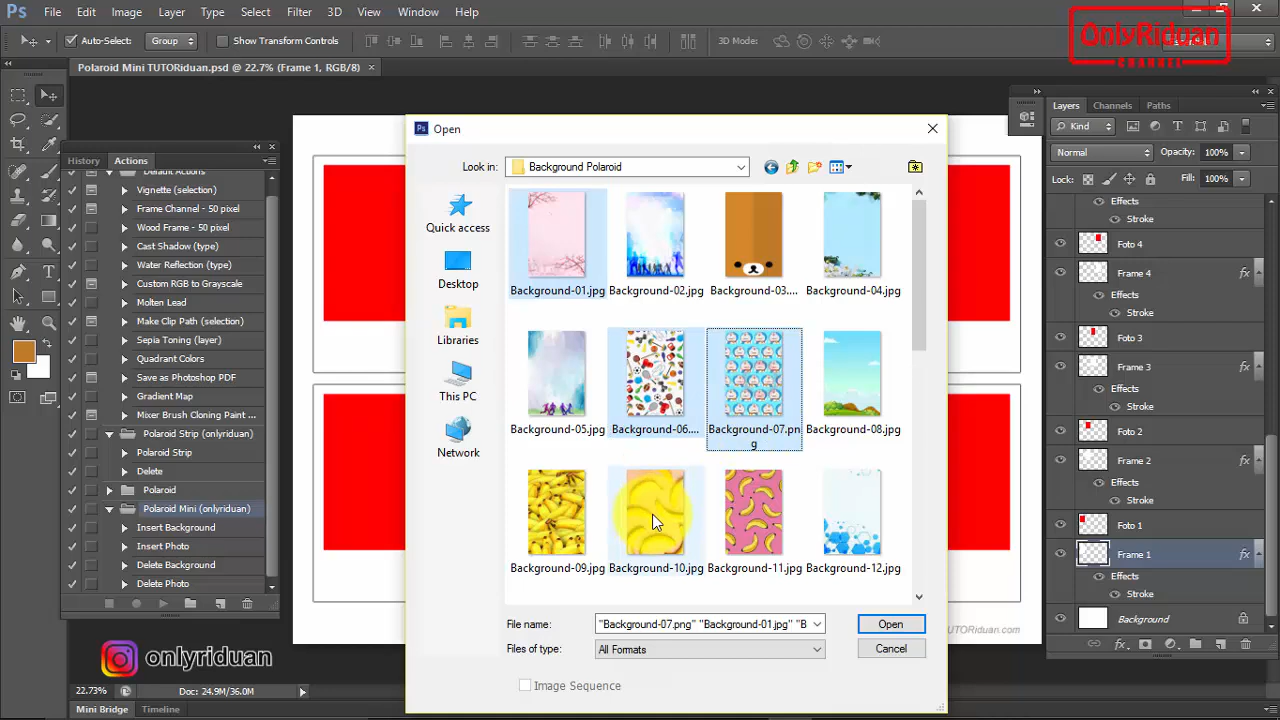 Ps File Edit Image Layer Type Select Filter 3D View Window Help
Auto-Select: Group Show Transform Controls 3D Mode:
OnlyRiduan
CHANNEL
Polaroid Mini TUTORiduan.psd @ 22.7% (Frame 1, RGB/8) ×
History Actions
Default Actions
Vignette (selection)
Frame Channel - 50 pixel
Wood Frame - 50 pixel
Cast Shadow (type)
Water Reflection (type)
Custom RGB to Grayscale
Molten Lead
Make Clip Path (selection)
Sepia Toning (layer)
Quadrant Colors
Save as Photoshop PDF
Gradient Map
Mixer Brush Cloning Paint ...
Polaroid Strip (onlyriduan)
Polaroid Strip
Delete
Polaroid
Polaroid Mini (onlyriduan)
Insert Background
Insert Photo
Delete Background
Delete Photo
Ps Open
Look in: Background Polaroid
Quick access
Desktop
Libraries
This PC
Network
Background-01.jpg Background-02.jpg Background-03.... Background-04.jpg
Background-05.jpg Background-06.... Background-07.pn
g Background-08.jpg
Background-09.jpg Background-10.jpg Background-11.jpg Background-12.jpg
File name: "Background-07.png" "Background-01.jpg" "B Open
Files of type: All Formats Cancel
Image Sequence
Layers Channels Paths
Kind
Normal Opacity: 100%
Lock: Fill: 100%
Effects
Stroke
Foto 4
Frame 4 fx
Effects
Stroke
Foto 3
Frame 3 fx
Effects
Stroke
Foto 2
Frame 2 fx
Effects
Stroke
Foto 1
Frame 1 fx
Effects
Stroke
Background
TUTORiduan.com
onlyriduan
22.73% Doc: 24.9M/36.0M
Mini Bridge Timeline